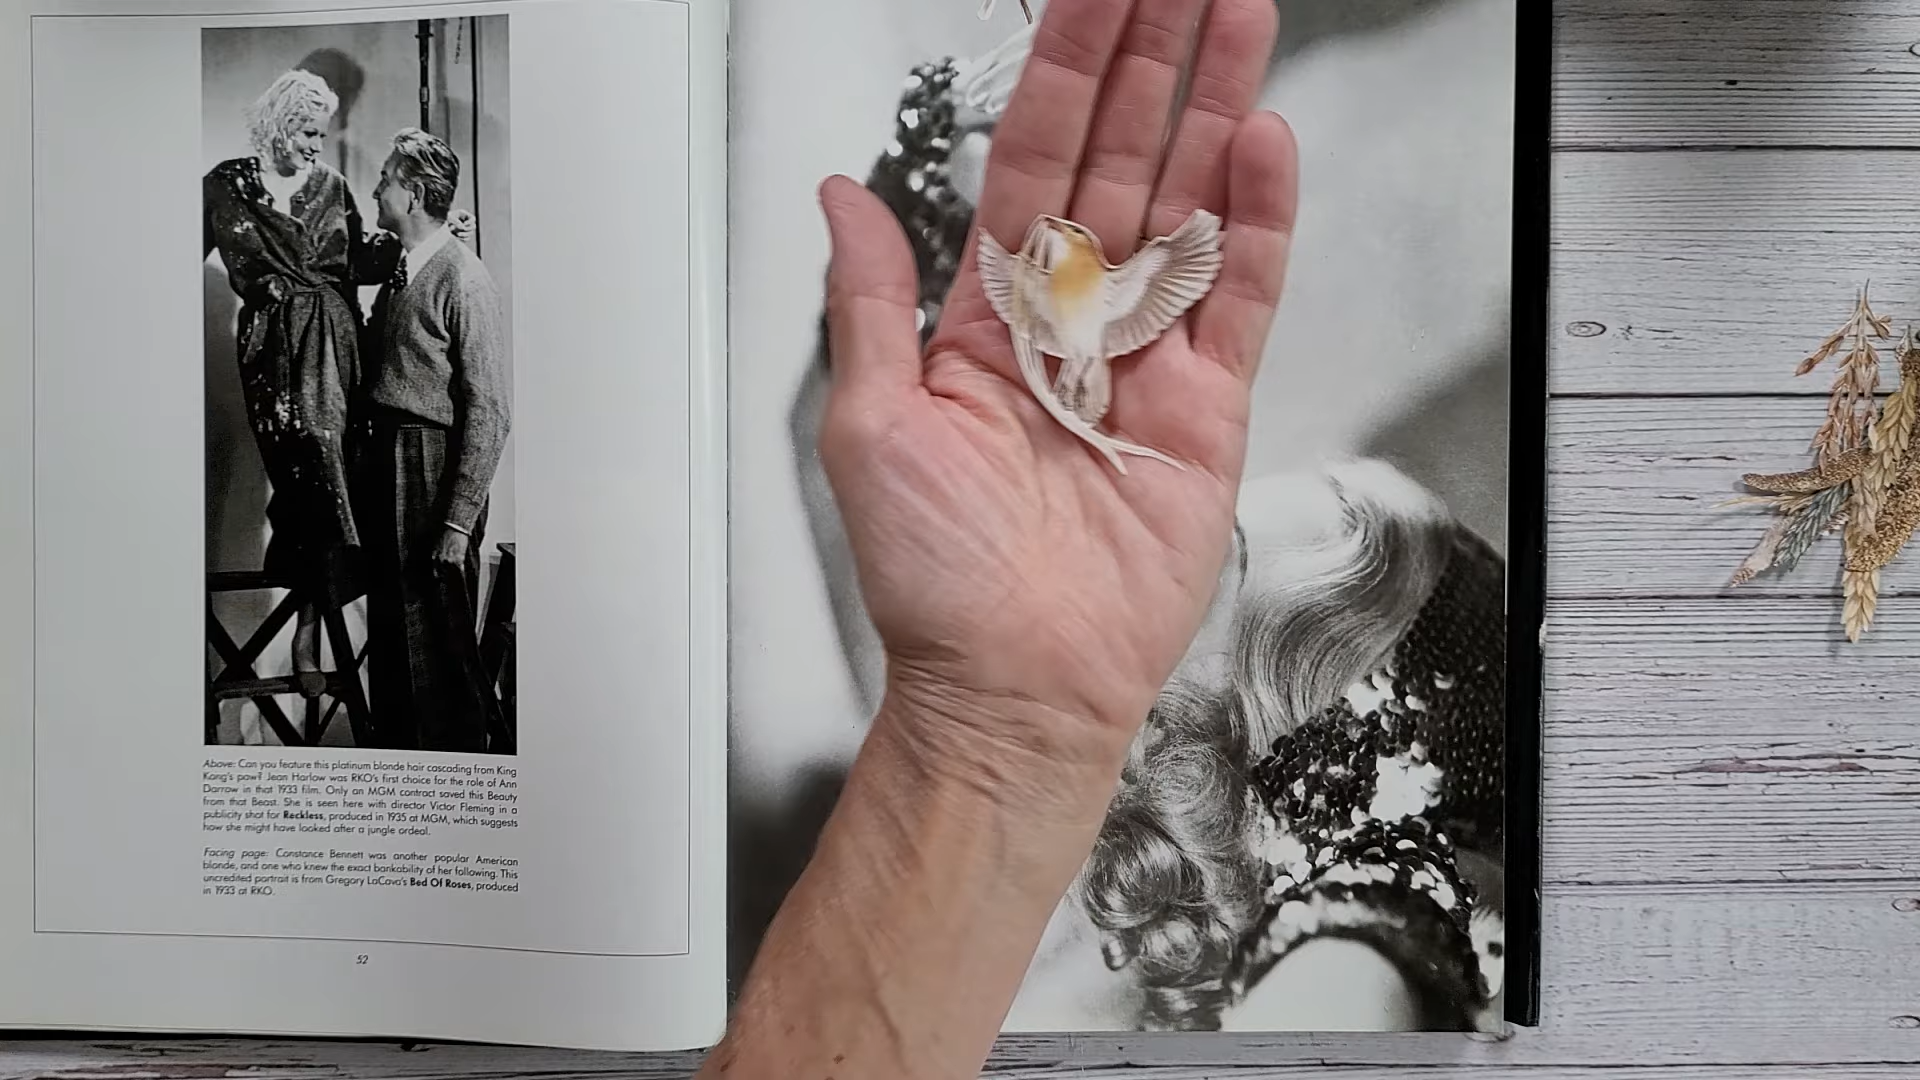 Above: Can you feature this platinum blonde hair cascading from King
Kong's paw? Jean Harlow was RKO's first choice for the role of Ann
Darrow in that 1933 film. Only an MGM contract saved this Beauty
from that Beast. She is seen here with director Victor Fleming in a
publicity shot for Reckless, produced in 1935 at MGM, which suggests
how she might have looked after a jungle ordeal.
Facing page: Constance Bennett was another popular American
blonde, and one who knew the exact bankability of her following. This
uncredited portrait is from Gregory LaCava's Bed Of Roses, produced
in 1933 at RKO.
52